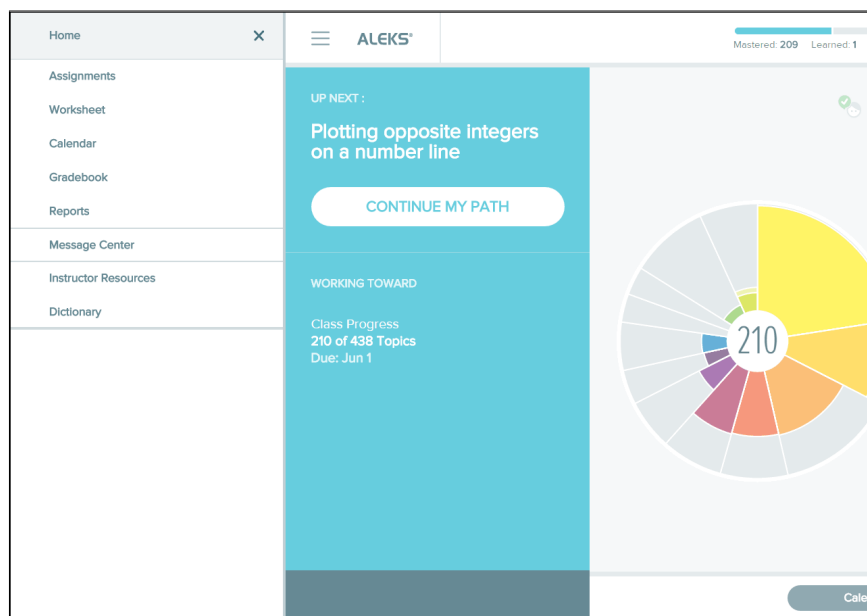 Home
Assignments
Worksheet
Calendar
Gradebook
Reports
Message Center
Instructor Resources
Dictionary
ALEKS®
Mastered: 209 Learned: 1
UP NEXT :
Plotting opposite integers
on a number line
CONTINUE MY PATH
WORKING TOWARD
Class Progress
210 of 438 Topics
Due: Jun 1
210
Cale